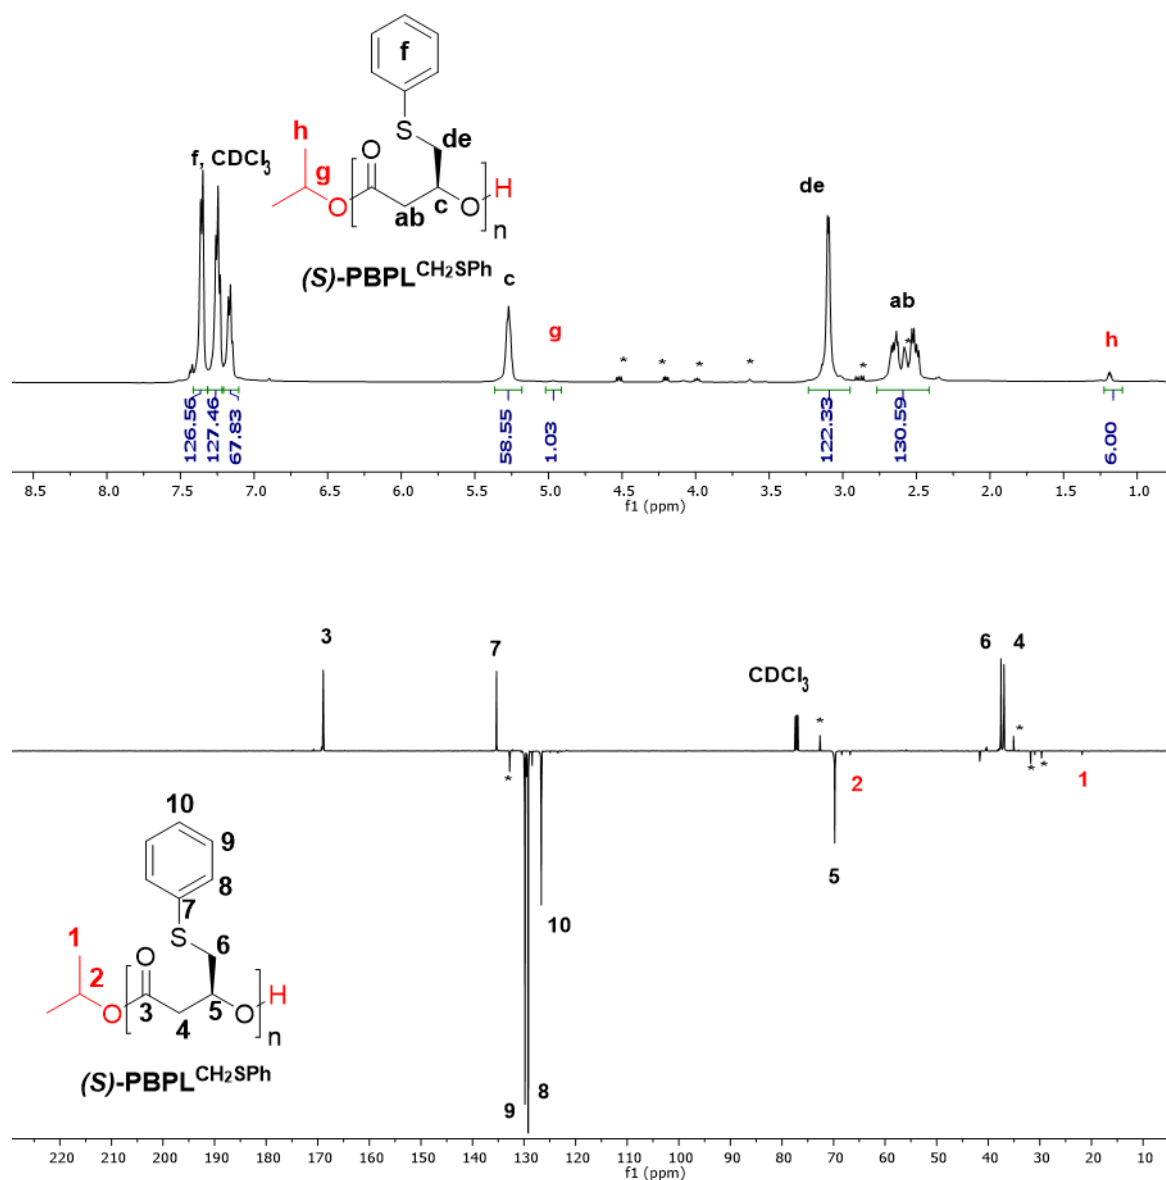 f
S
h
de
f, CDCl₃
O
g
H
de
O
ab
c
O
n
(S)-PBPL^CH₂SPh
c
ab
g
h
* * * * * *
126.56
127.46
67.83
58.55
1.03
122.33
130.59
6.00
8.5 8.0 7.5 7.0 6.5 6.0 5.5 5.0 4.5 4.0 3.5 3.0 2.5 2.0 1.5 1.0
f1 (ppm)
3
7
6 4
CDCl₃
*
*
*
* *
2
1
10
9
8
7
5
10
S
1
6
O
2
O
3
4
5
O
H
n
(S)-PBPL^CH₂SPh
9
8
220 210 200 190 180 170 160 150 140 130 120 110 100 90 80 70 60 50 40 30 20 10
f1 (ppm)